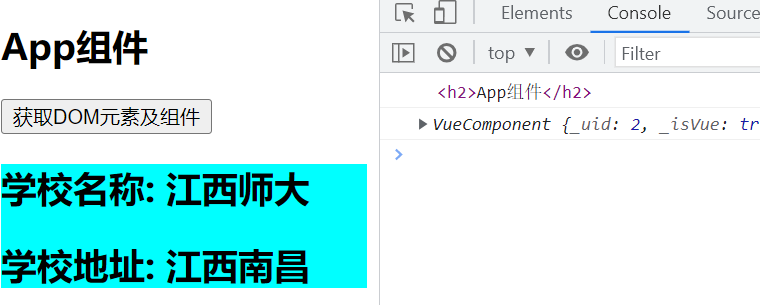 App组件
获取DOM元素及组件
学校名称: 江西师大
学校地址: 江西南昌
Elements Console Source
top ▼ Filter
<h2>App组件</h2>
▶ VueComponent {_uid: 2, _isVue: tr